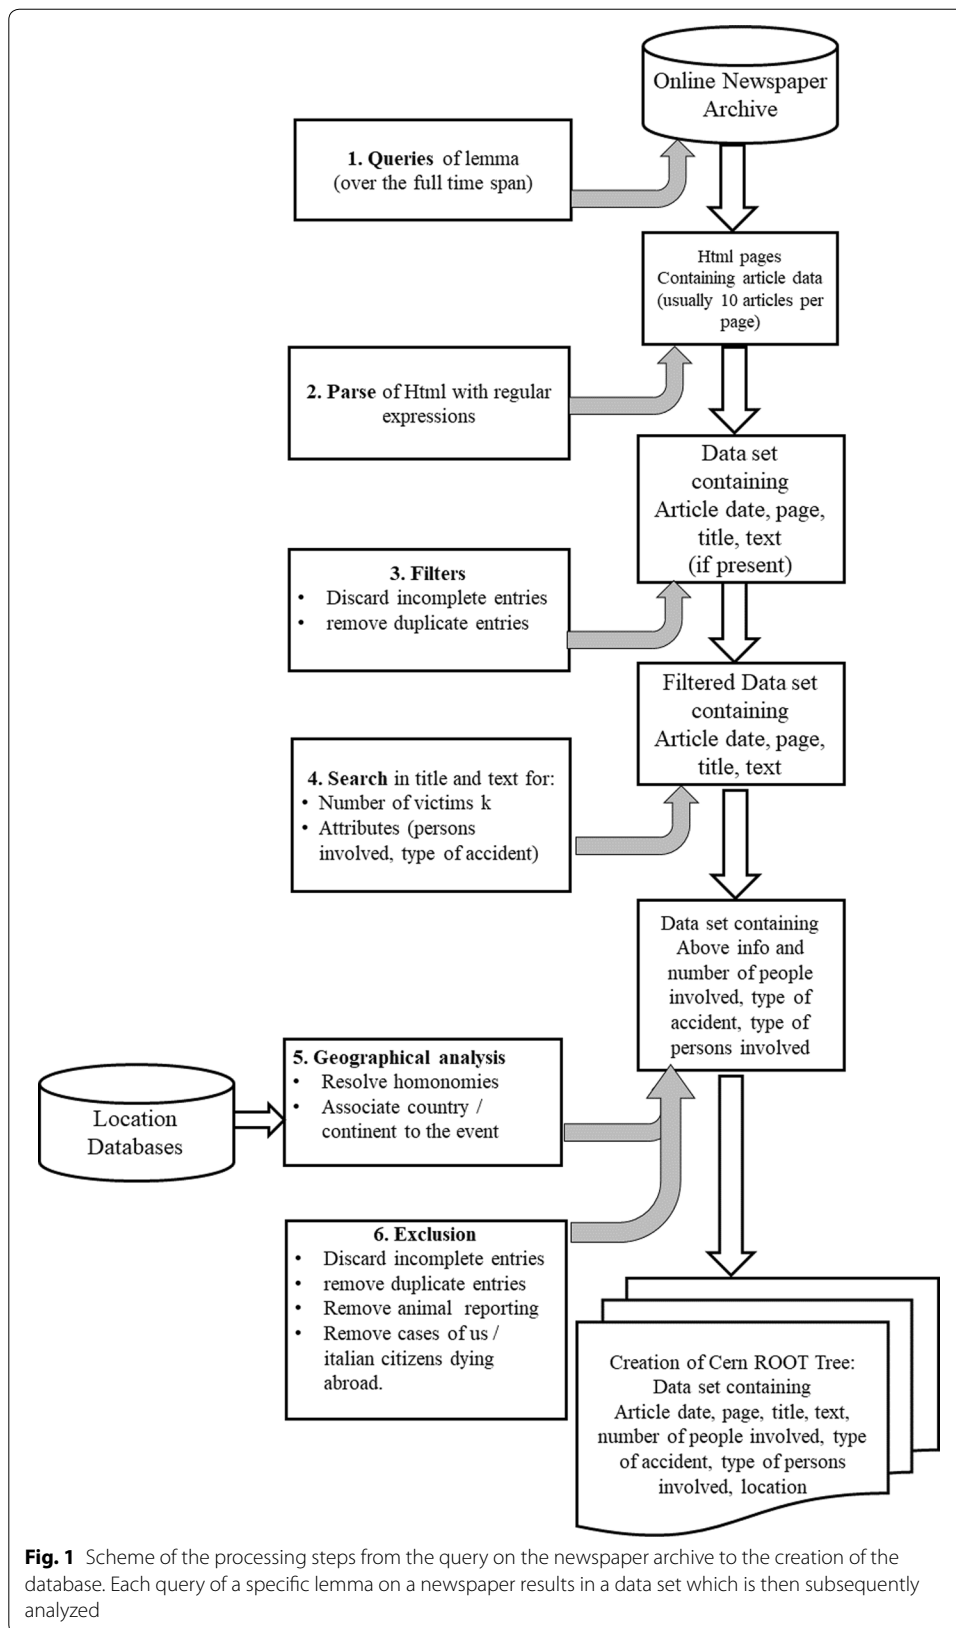 Online Newspaper
Archive
1. Queries of lemma
(over the full time span)
Html pages
Containing article data
(usually 10 articles per
page)
2. Parse of Html with regular
expressions
Data set
containing
Article date, page,
title, text
(if present)
3. Filters
• Discard incomplete entries
• remove duplicate entries
Filtered Data set
containing
Article date, page,
title, text
4. Search in title and text for:
• Number of victims k
• Attributes (persons
involved, type of accident)
Data set containing
Above info and
number of people
involved, type of
accident, type of
persons involved
5. Geographical analysis
• Resolve homonomies
• Associate country /
continent to the event
Location
Databases
6. Exclusion
• Discard incomplete entries
• remove duplicate entries
• Remove animal reporting
• Remove cases of us /
italian citizens dying
abroad.
Creation of Cern ROOT Tree:
Data set containing
Article date, page, title, text,
number of people involved, type
of accident, type of persons
involved, location
Fig. 1 Scheme of the processing steps from the query on the newspaper archive to the creation of the
database. Each query of a specific lemma on a newspaper results in a data set which is then subsequently
analyzed